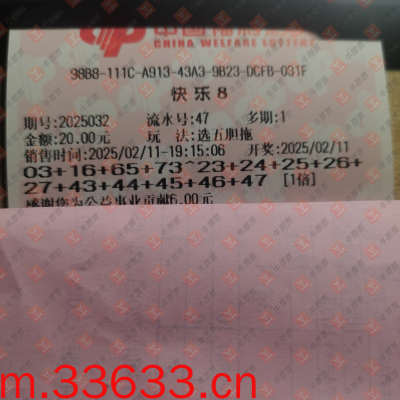 中国福利彩票
CHINA WELFARE LOTTERY
98B8-111C-A913-43A3-9B23-DCFB-031F
快乐8
期号:2025032 流水号:47 多期:1
金额:20.00元 玩 法:选五胆拖
销售时间:2025/02/11-19:15:06 开奖:2025/02/11
03+16+65+73~23+24+25+26+
27+43+44+45+46+47 [1倍]
感谢您为公益事业贡献6.00元
m.33633.cn